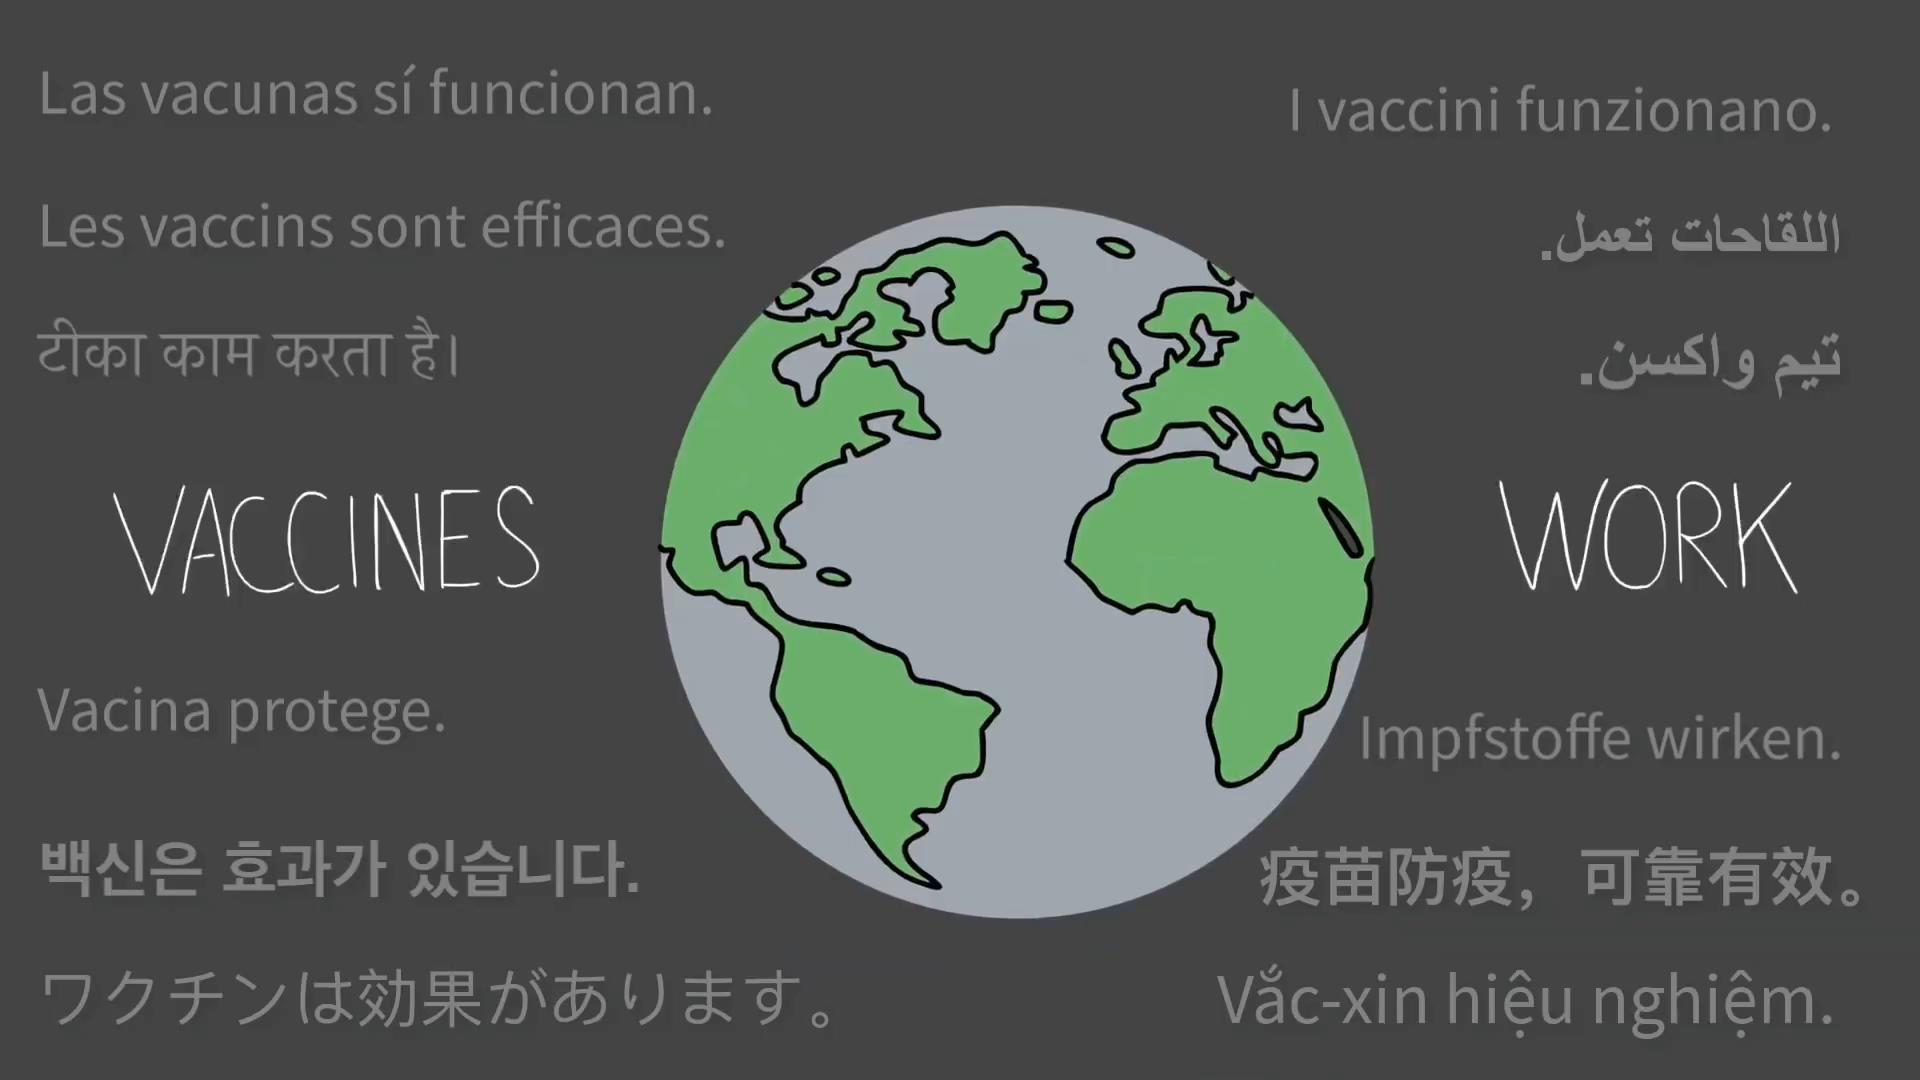 Las vacunas sí funcionan.
Les vaccins sont efficaces.
टीका काम करता है।
VACCINES
Vacina protege.
백신은 효과가 있습니다.
ワクチンは効果があります。
I vaccini funzionano.
اللقاحات تعمل.
تیم واکسن.
WORK
Impfstoffe wirken.
疫苗防疫，可靠有效。
Vắc-xin hiệu nghiệm.